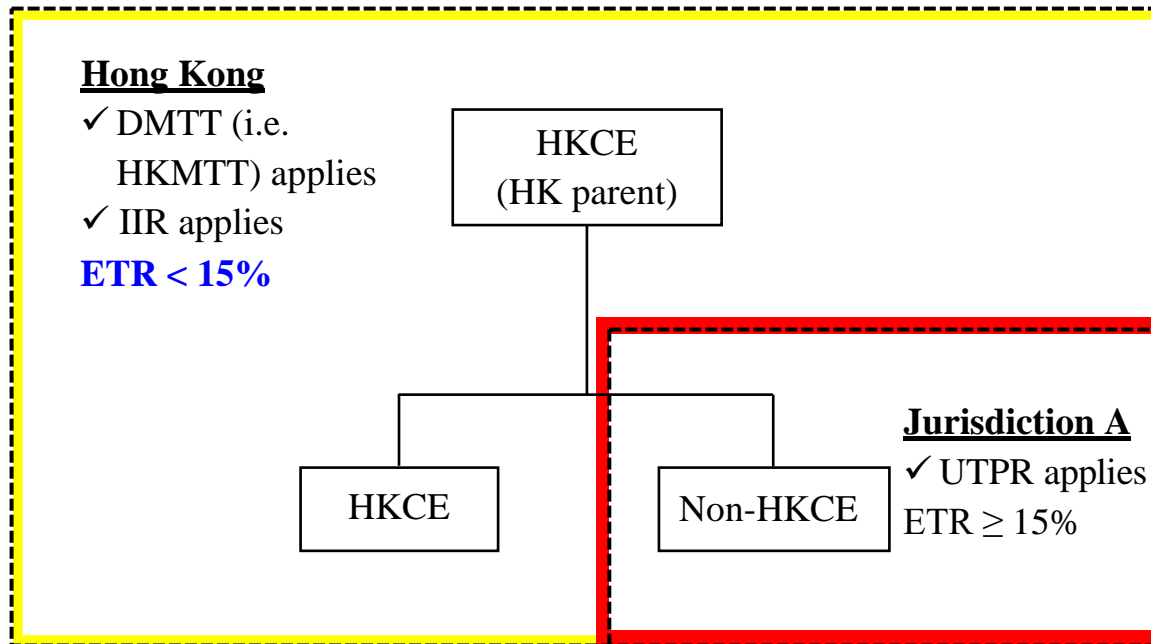 Hong Kong
✓ DMTT (i.e.
HKMTT) applies
✓ IIR applies
ETR < 15%
HKCE
(HK parent)
HKCE
Non-HKCE
Jurisdiction A
✓ UTPR applies
ETR ≥ 15%